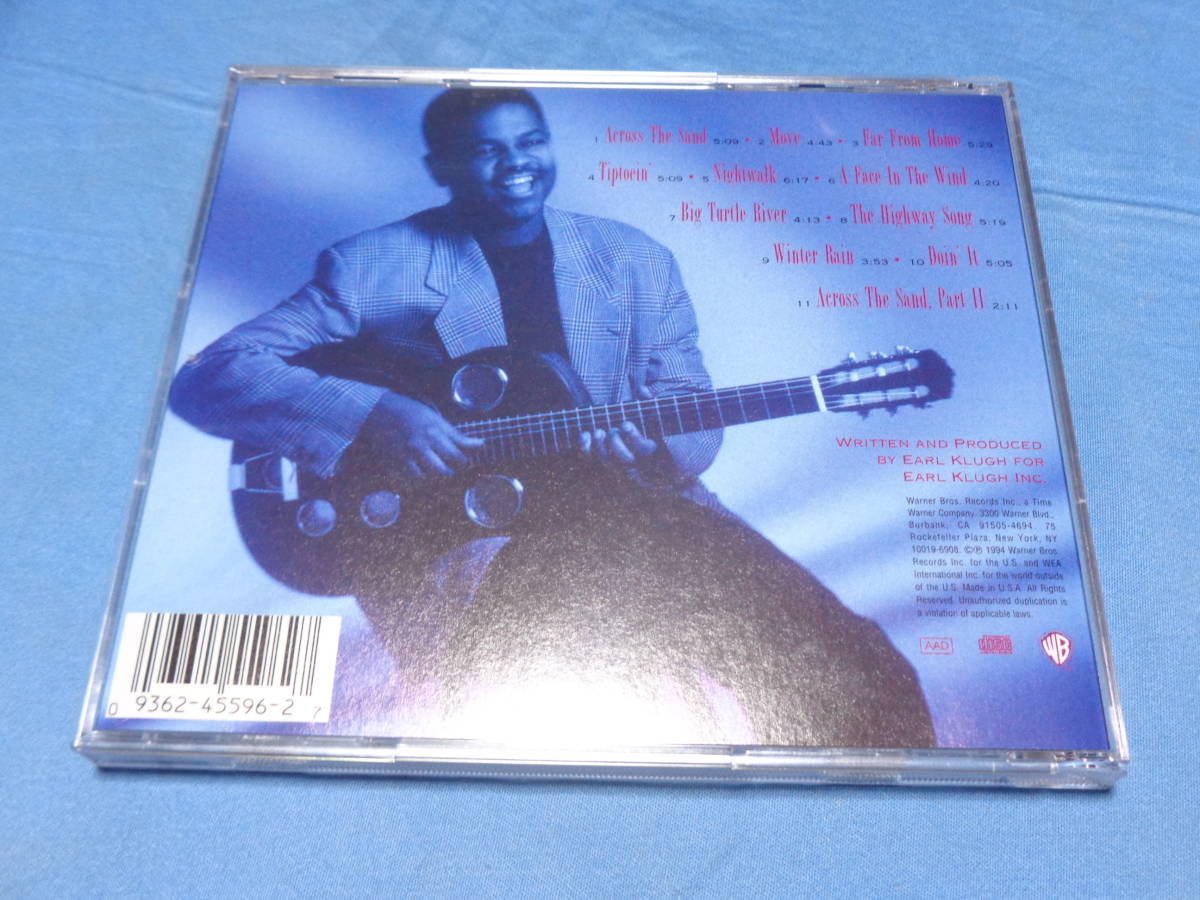 1 Across The Sand 5:09 • 2 Move 4:43 • 3 Far From Home 5:29
4 Tiptoein' 5:09 • 5 Nightwalk 6:17 • 6 A Face In The Wind 4:20
7 Big Turtle River 4:13 • 8 The Highway Song 5:19
9 Winter Rain 3:53 • 10 Doin' It 5:05
11 Across The Sand, Part II 2:11
WRITTEN AND PRODUCED
BY EARL KLUGH FOR
EARL KLUGH INC.
Warner Bros. Records Inc., a Time
Warner Company. 3300 Warner Blvd.,
Burbank, CA 91505-4694. 75
Rockefeller Plaza, New York, NY
10019-6908. ©℗ 1994 Warner Bros.
Records Inc. for the U.S. and WEA
International Inc. for the world outside
of the U.S. Made in U.S.A. All Rights
Reserved. Unauthorized duplication is
a violation of applicable laws.
AAD
WB
0 9362-45596-2 7